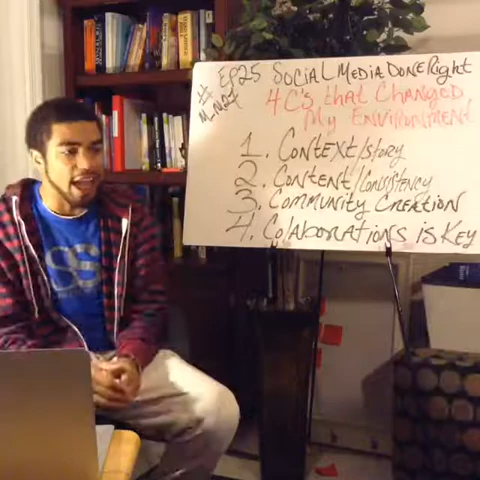 EP25 SOCIAL MEDIA DONE RIGHT
4 C's that Changed
My ENVIRONMENT
1. CONTEXT/story
2. CONTENT/Consistency
3. COMMUNITY CREATION
4. ColABORATIONS is KEY